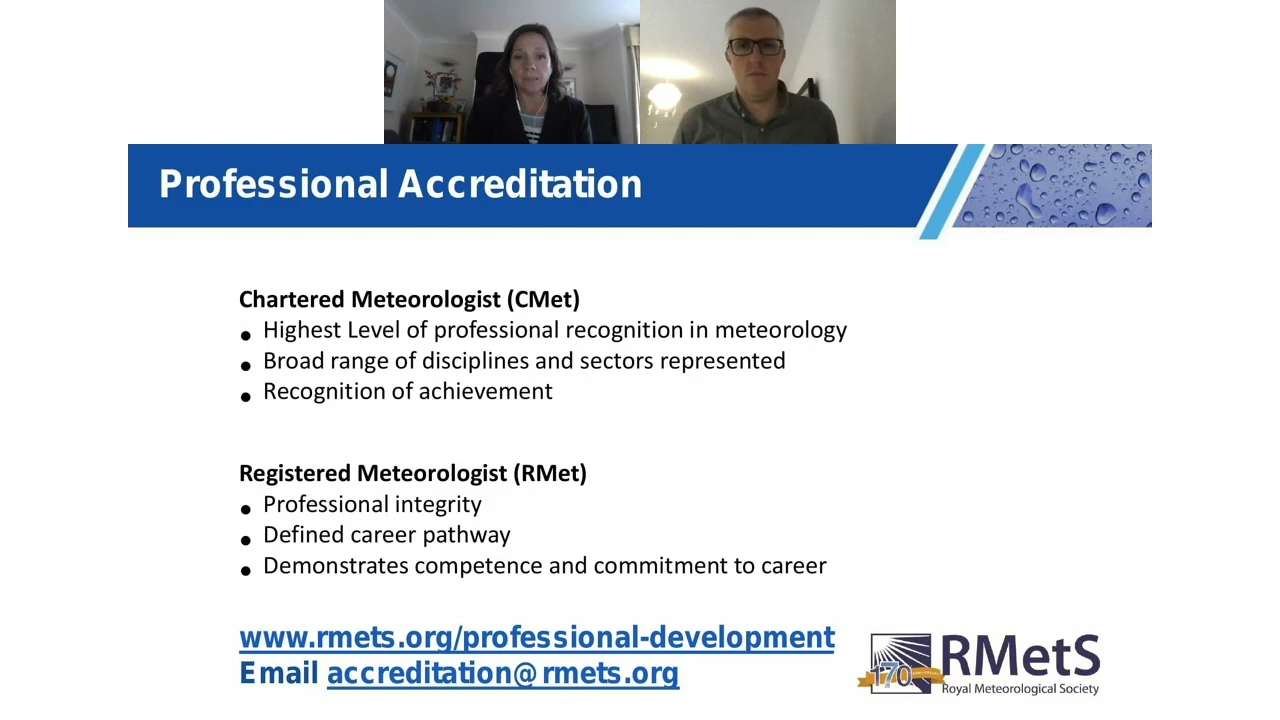 Professional Accreditation
Chartered Meteorologist (CMet)
• Highest Level of professional recognition in meteorology
• Broad range of disciplines and sectors represented
• Recognition of achievement
Registered Meteorologist (RMet)
• Professional integrity
• Defined career pathway
• Demonstrates competence and commitment to career
www.rmets.org/professional-development
Email accreditation@rmets.org
RMetS
170 ANNIVERSARY
Royal Meteorological Society